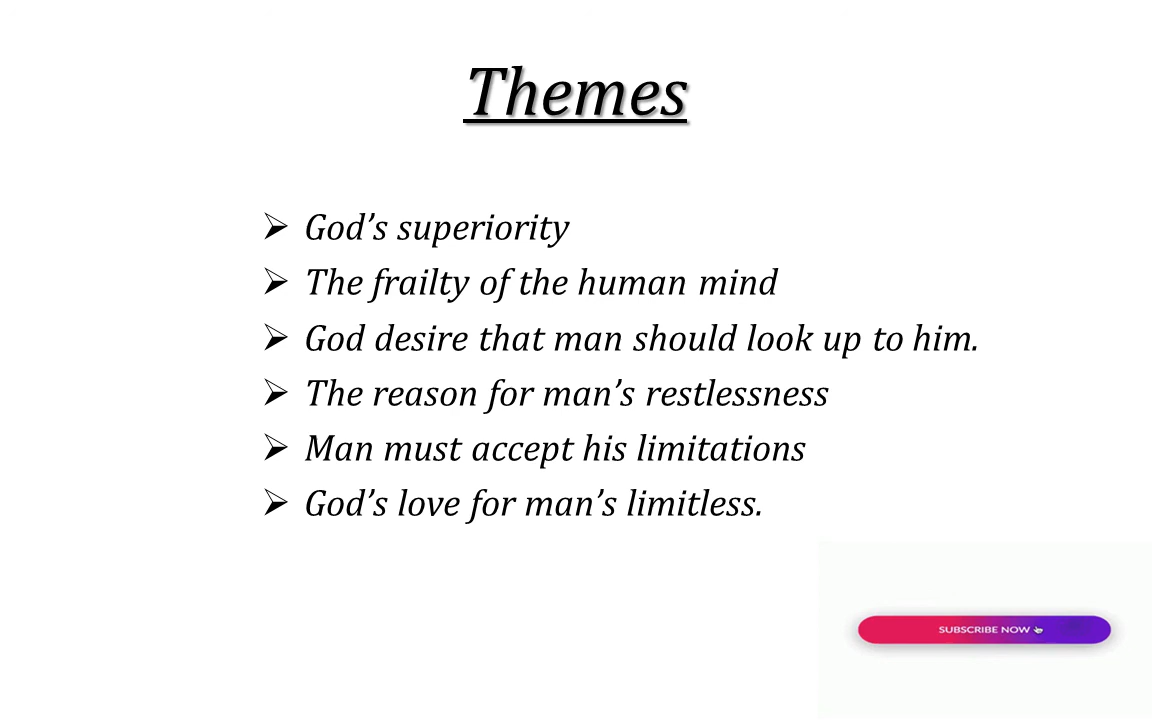 Themes
God’s superiority
The frailty of the human mind
God desire that man should look up to him.
The reason for man’s restlessness
Man must accept his limitations
God’s love for man’s limitless.
SUBSCRIBE NOW